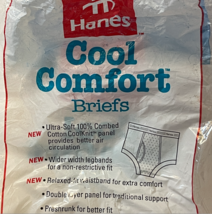 Hanes
Cool
Comfort™
Briefs
• Ultra-Soft 100% Combed
NEW Cotton CoolKnit panel
provides better air
circulation
NEW • Wider width legbands
for a non-restrictive fit
NEW • Relaxed fit waistband for extra comfort
• Double layer panel for traditional support
• Preshrunk for better fit